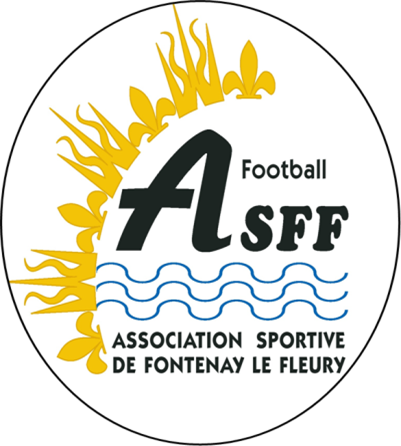 Football
ASFF
ASSOCIATION SPORTIVE
DE FONTENAY LE FLEURY